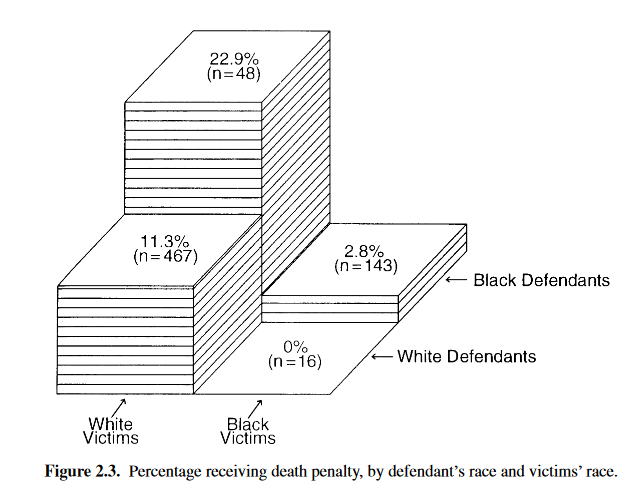 22.9%
(n=48)
11.3%
(n=467)
2.8%
(n=143)
← Black Defendants
0%
(n=16)
← White Defendants
White
Victims
Black
Victims
Figure 2.3. Percentage receiving death penalty, by defendant's race and victims' race.